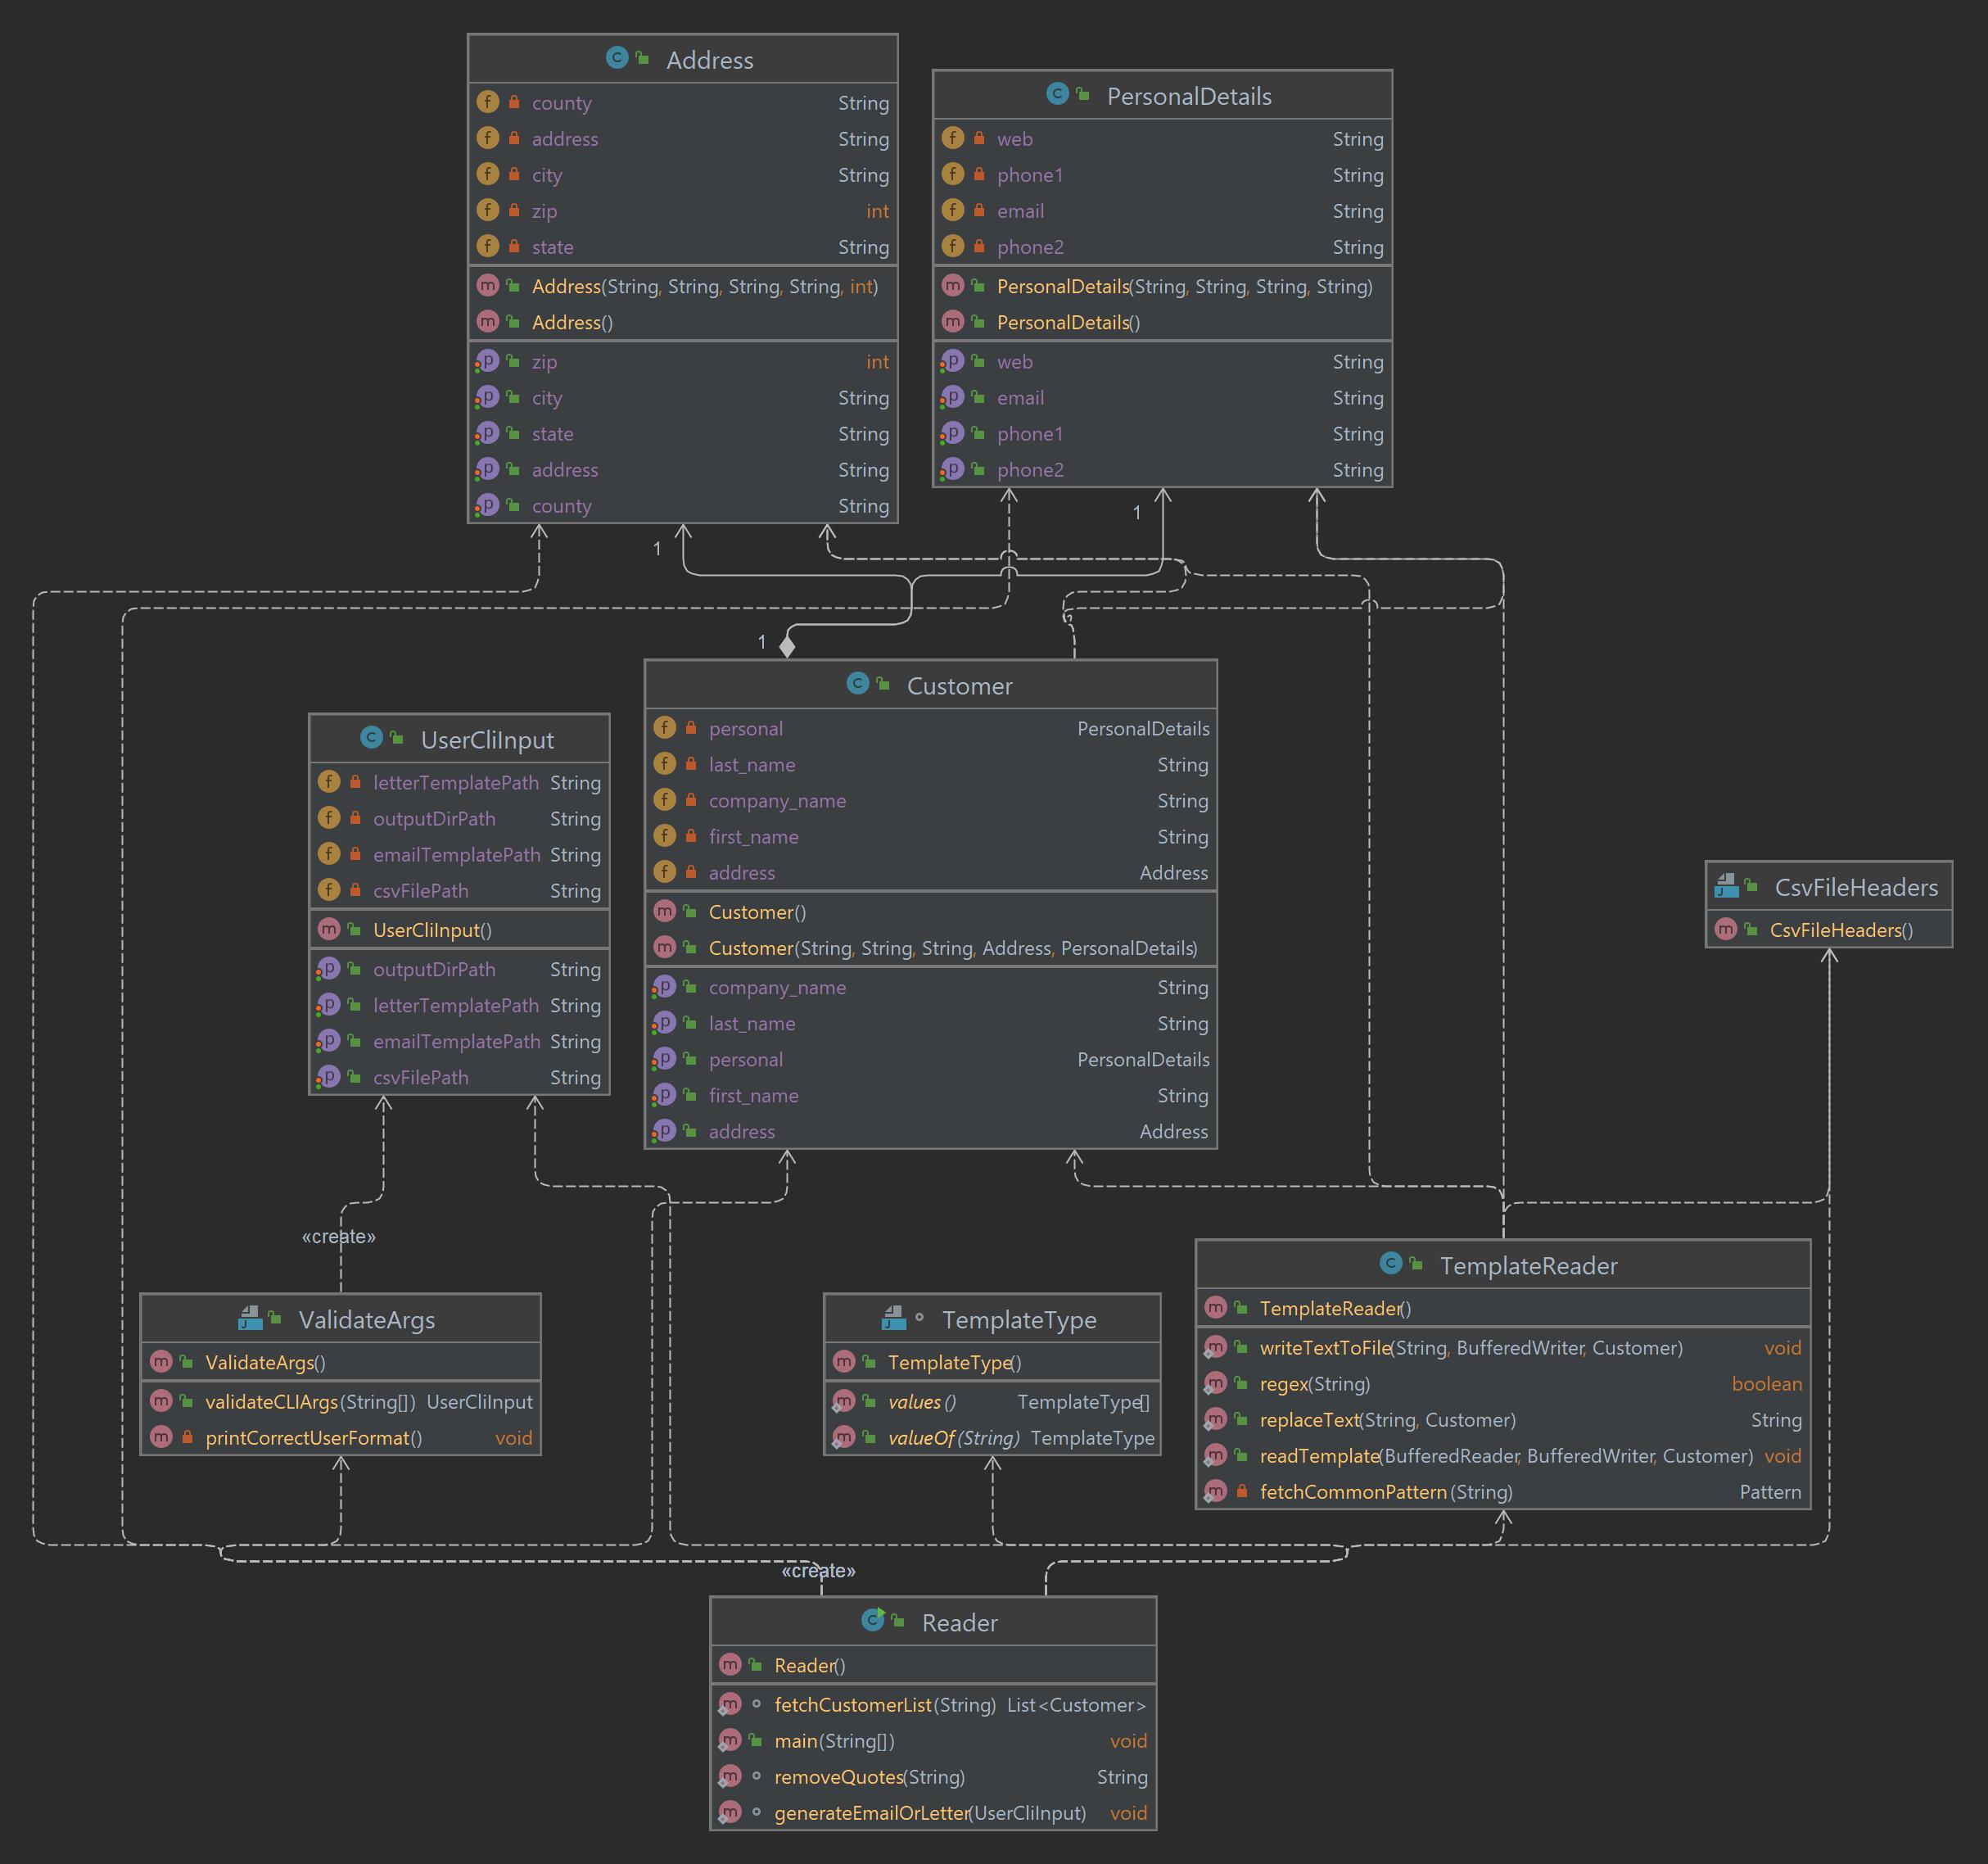 Address
county String
address String
city String
zip int
state String
Address(String, String, String, String, int)
Address()
zip int
city String
state String
address String
county String
PersonalDetails
web String
phone1 String
email String
phone2 String
PersonalDetails(String, String, String, String)
PersonalDetails()
web String
email String
phone1 String
phone2 String
1
1
1
Customer
personal PersonalDetails
last_name String
company_name String
first_name String
address Address
Customer()
Customer(String, String, String, Address, PersonalDetails)
company_name String
last_name String
personal PersonalDetails
first_name String
address Address
UserCliInput
letterTemplatePath String
outputDirPath String
emailTemplatePath String
csvFilePath String
UserCliInput()
outputDirPath String
letterTemplatePath String
emailTemplatePath String
csvFilePath String
CsvFileHeaders
CsvFileHeaders()
«create»
ValidateArgs
ValidateArgs()
validateCLIArgs(String[]) UserCliInput
printCorrectUserFormat() void
TemplateType
TemplateType()
values() TemplateType[]
valueOf(String) TemplateType
TemplateReader
TemplateReader()
writeTextToFile(String, BufferedWriter, Customer) void
regex(String) boolean
replaceText(String, Customer) String
readTemplate(BufferedReader, BufferedWriter, Customer) void
fetchCommonPattern(String) Pattern
«create»
Reader
Reader()
fetchCustomerList(String) List<Customer>
main(String[]) void
removeQuotes(String) String
generateEmailOrLetter(UserCliInput) void